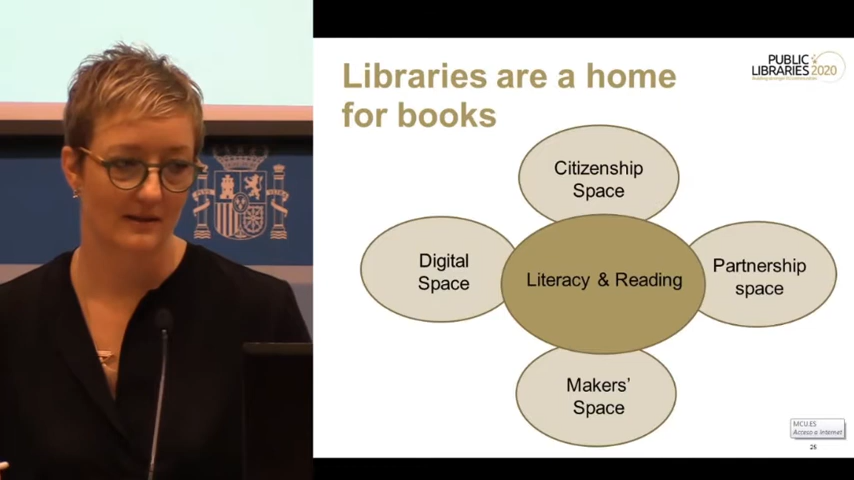 Libraries are a home
for books
PUBLIC
LIBRARIES 2020
Citizenship
Space
Digital
Space
Literacy & Reading
Partnership
space
Makers'
Space
MCU.ES
Acceso a Internet
25